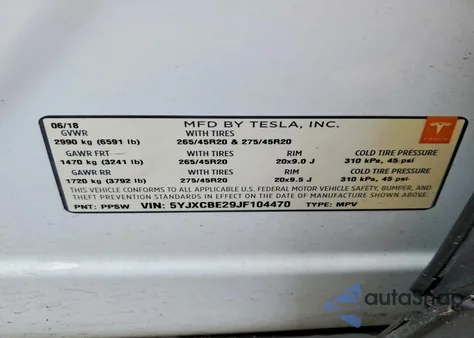 06/18 MFD BY TESLA, INC.
GVWR WITH TIRES
2990 kg (6591 lb) 265/45R20 & 275/45R20
GAWR FRT WITH TIRES RIM COLD TIRE PRESSURE
1470 kg (3241 lb) 265/45R20 20x9.0 J 310 kPa, 45 psi
GAWR RR WITH TIRES RIM COLD TIRE PRESSURE
1720 kg (3792 lb) 275/45R20 20x9.5 J 310 kPa, 45 psi
THIS VEHICLE CONFORMS TO ALL APPLICABLE U.S. FEDERAL MOTOR VEHICLE SAFETY, BUMPER, AND
THEFT PREVENTION STANDARDS IN EFFECT ON THE DATE OF MANUFACTURE SHOWN ABOVE.
PNT: PPSW VIN: 5YJXCBE29JF104470 TYPE: MPV
TESLA
autosnap